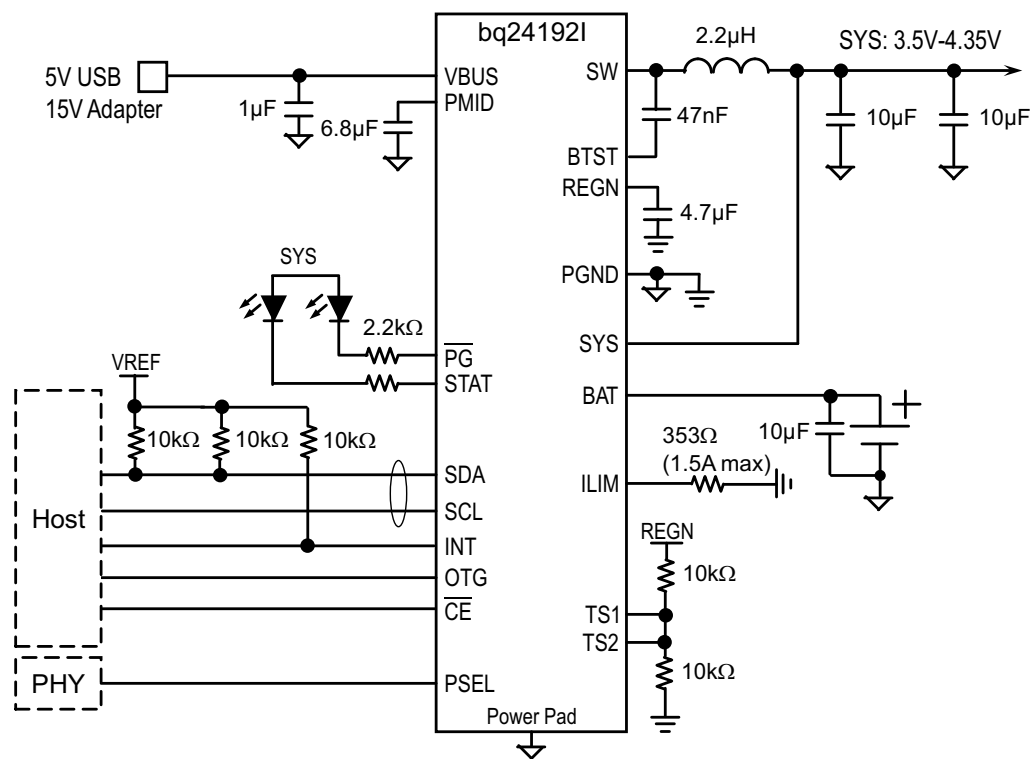 bq24192I
5V USB
15V Adapter
1µF
6.8µF
VBUS
PMID
SW
2.2µH
SYS: 3.5V-4.35V
47nF
10µF
10µF
BTST
REGN
4.7µF
PGND
SYS
SYS
2.2kΩ
PG
STAT
VREF
10kΩ
10kΩ
10kΩ
BAT
10µF
353Ω
(1.5A max)
ILIM
Host
SDA
SCL
INT
OTG
CE
REGN
10kΩ
TS1
TS2
10kΩ
PHY
PSEL
Power Pad